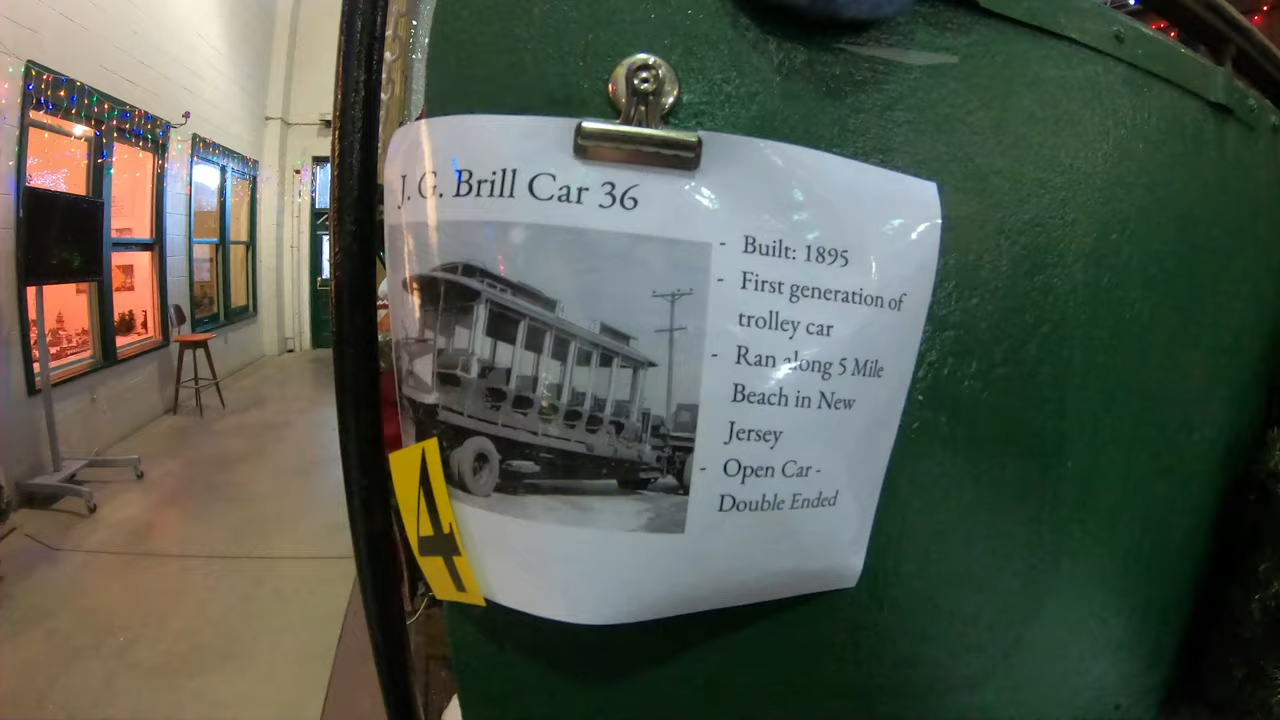 J. G. Brill Car 36
- Built: 1895
- First generation of
trolley car
- Ran along 5 Mile
Beach in New
Jersey
- Open Car -
Double Ended
4